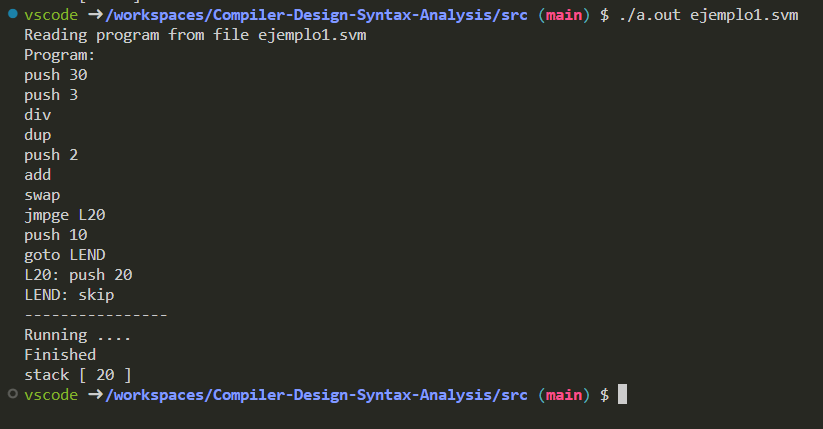 vscode ➜ /workspaces/Compiler-Design-Syntax-Analysis/src (main) $ ./a.out ejemplo1.svm
Reading program from file ejemplo1.svm
Program:
push 30
push 3
div
dup
push 2
add
swap
jmpge L20
push 10
goto LEND
L20: push 20
LEND: skip
----------------
Running ....
Finished
stack [ 20 ]
vscode ➜ /workspaces/Compiler-Design-Syntax-Analysis/src (main) $